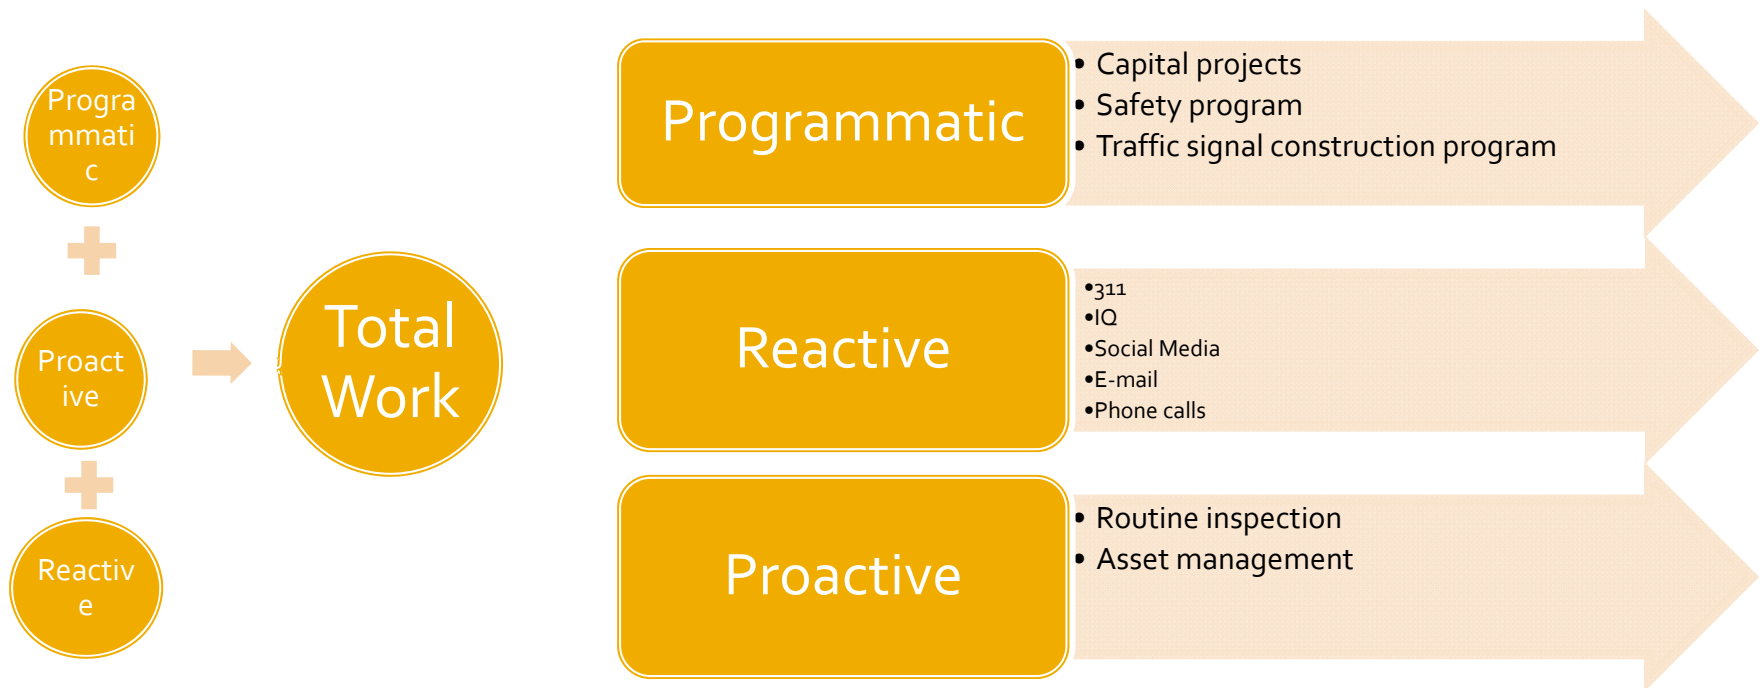 Progra
mmati
c
Proact
ive
Reactiv
e
Total
Work
Programmatic
• Capital projects
• Safety program
• Traffic signal construction program
Reactive
•311
•IQ
•Social Media
•E-mail
•Phone calls
Proactive
• Routine inspection
• Asset management